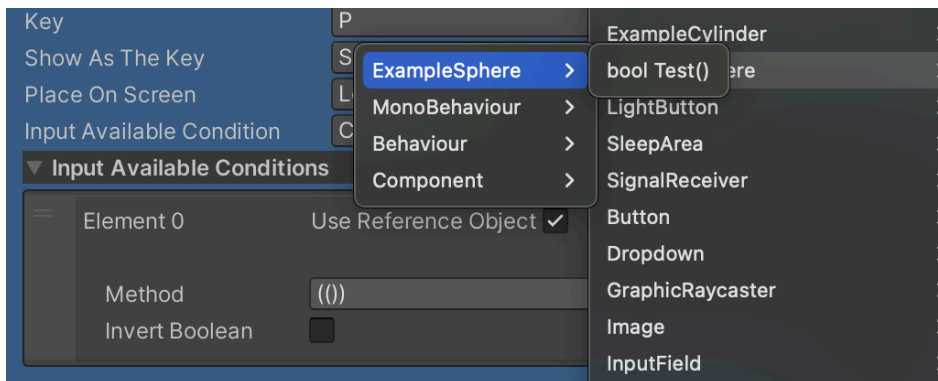 Key
P
ExampleCylinder
Show As The Key
S
ExampleSphere
bool Test()
ere
Place On Screen
L
MonoBehaviour
LightButton
Input Available Condition
C
Behaviour
SleepArea
Input Available Conditions
Component
SignalReceiver
Element 0
Use Reference Object
Button
Dropdown
Method
(())
GraphicRaycaster
Invert Boolean
Image
InputField